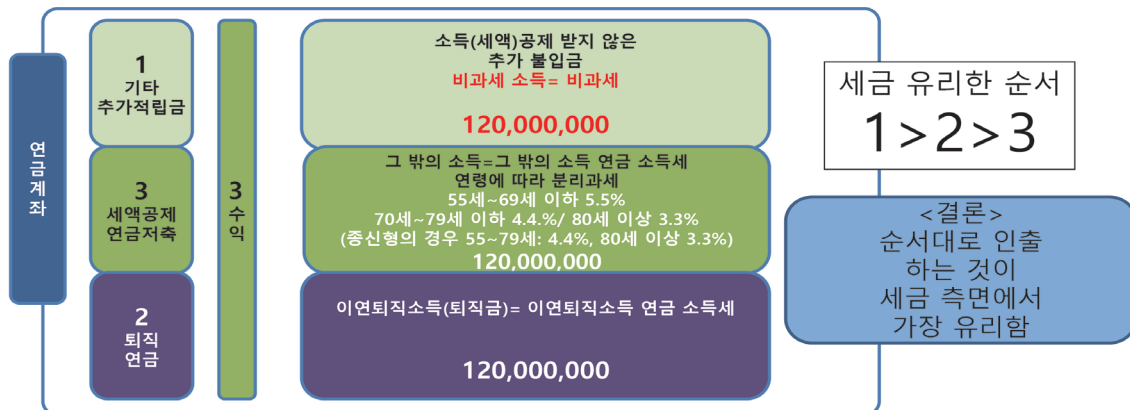 연금계좌
1
기타
추가적립금
3
세액공제
연금저축
2
퇴직
연금
3
수
익
소득(세액)공제 받지 않은
추가 불입금
비과세 소득= 비과세
120,000,000
그 밖의 소득=그 밖의 소득 연금 소득세
연령에 따라 분리과세
55세~69세 이하 5.5%
70세~79세 이하 4.4.%/ 80세 이상 3.3%
(종신형의 경우 55~79세: 4.4%, 80세 이상 3.3%)
120,000,000
이연퇴직소득(퇴직금)= 이연퇴직소득 연금 소득세
120,000,000
세금 유리한 순서
1>2>3
<결론>
순서대로 인출
하는 것이
세금 측면에서
가장 유리함